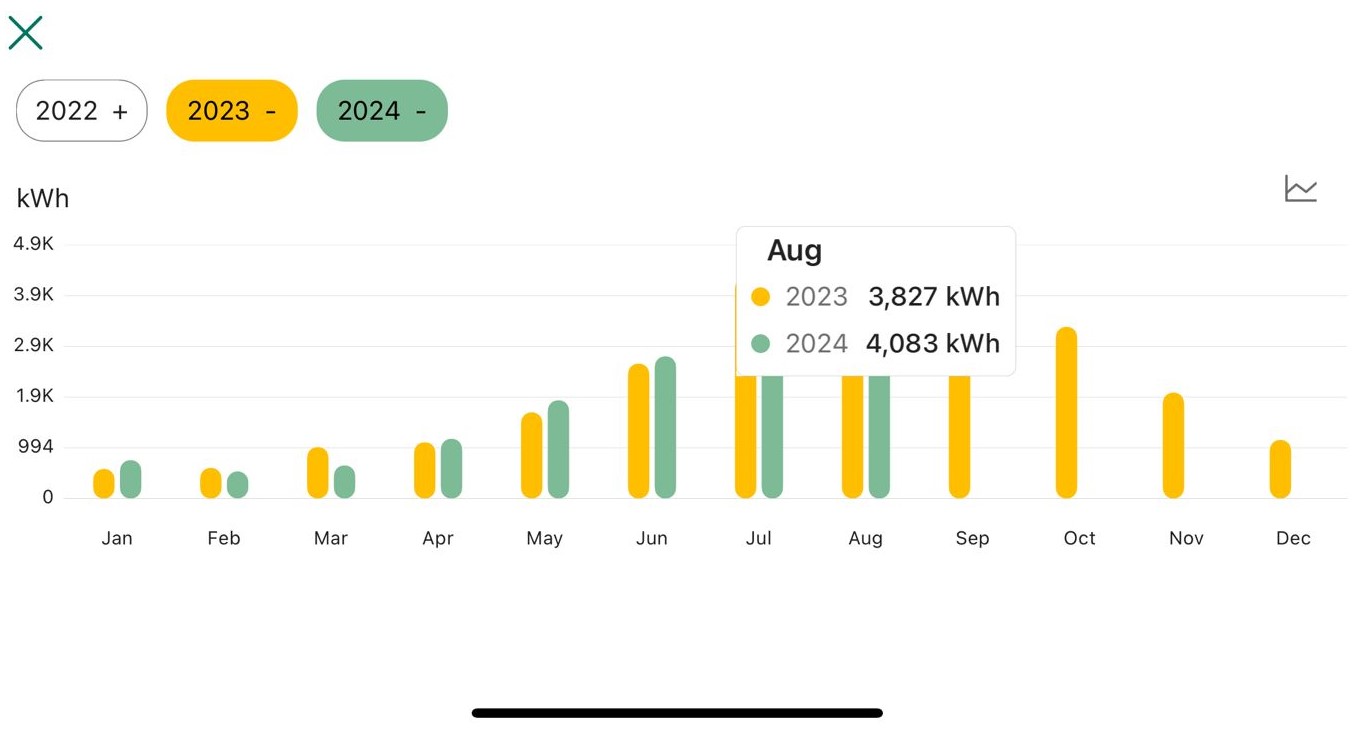 2022 +
2023 -
2024 -
kWh
4.9K
3.9K
2.9K
1.9K
994
0
Aug
2023 3,827 kWh
2024 4,083 kWh
Jan Feb Mar Apr May Jun Jul Aug Sep Oct Nov Dec